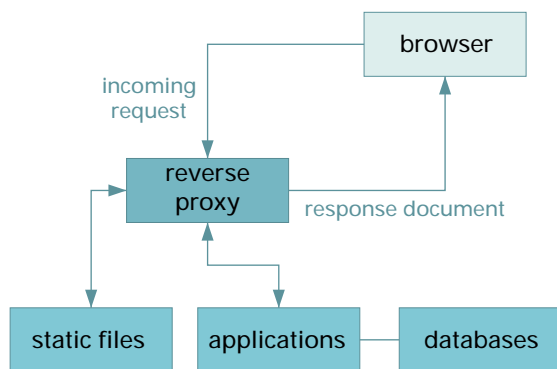 browser
incoming
request
reverse
proxy
response document
static files
applications
databases